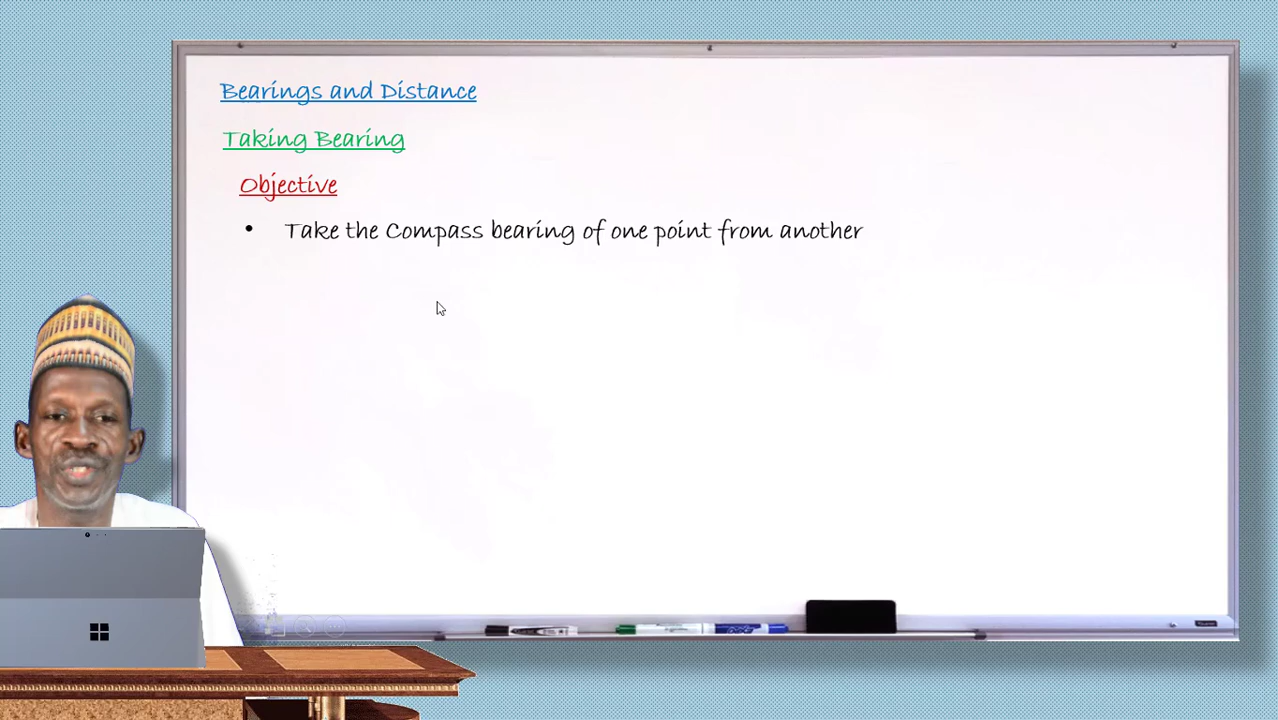 Bearings and Distance
Taking Bearing
Objective
• Take the Compass bearing of one point from another